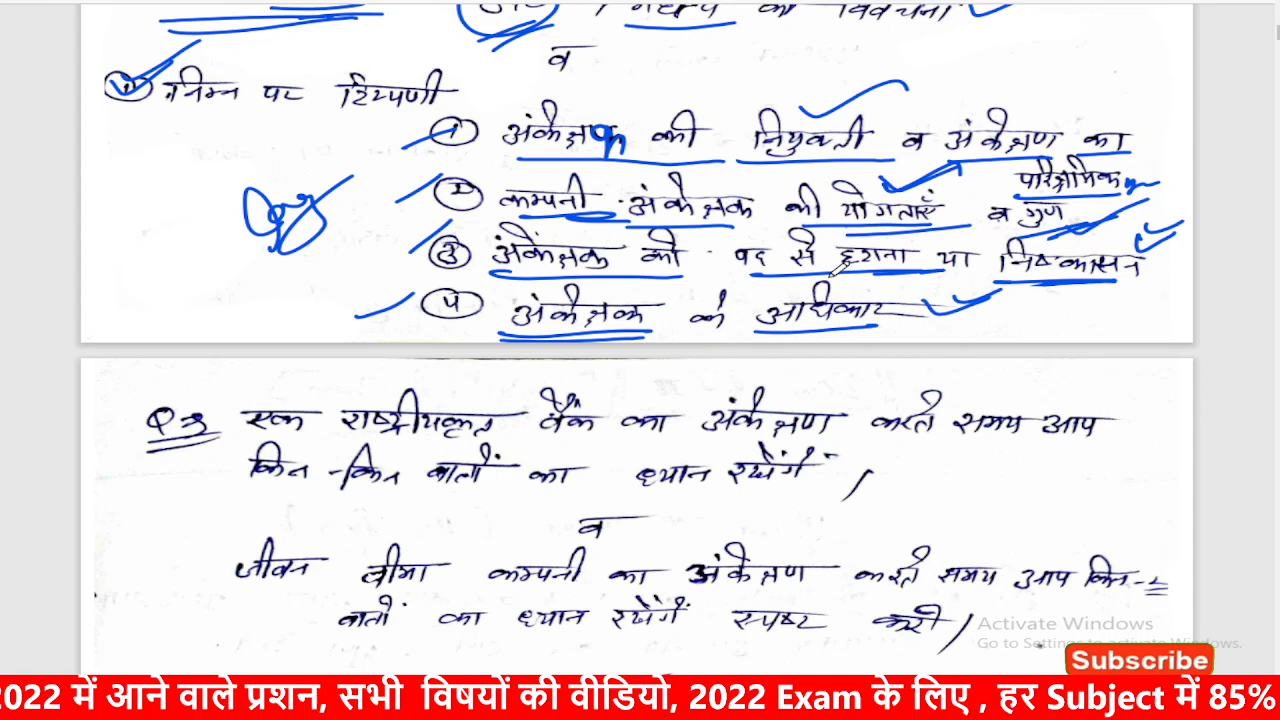 व
निम्न पर टिप्पणी
① अंकेक्षक की नियुक्ती व अंकेक्षण का
पारिश्रमिक
② कम्पनी अंकेक्षक की योगताएँ व गुण
③ अंकेक्षक को पद से हटाना या निष्कासन
④ अंकेक्षक के अधिकार
Q3 एक राष्ट्रीयकृत बैंक का अंकेक्षण करते समय आप
किन-किन बातों का ध्यान रखेंगें /
व
जीवन बीमा कम्पनी का अंकेक्षण करते समय आप किन-2
बातों का ध्यान रखेंगें स्पष्ट करो /
Activate Windows
Go to Settings to activate Windows.
Subscribe
2022 में आने वाले प्रशन, सभी विषयों की वीडियो, 2022 Exam के लिए , हर Subject में 85%